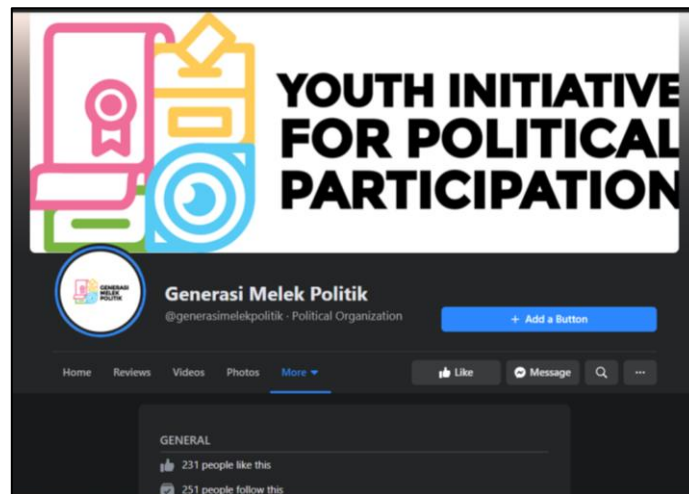 YOUTH INITIATIVE
FOR POLITICAL
PARTICIPATION
GENERASI
MELEK
POLITIK
Generasi Melek Politik
@generasimelekpolitik · Political Organization
+ Add a Button
Home Reviews Videos Photos More
Like Message
GENERAL
231 people like this
251 people follow this